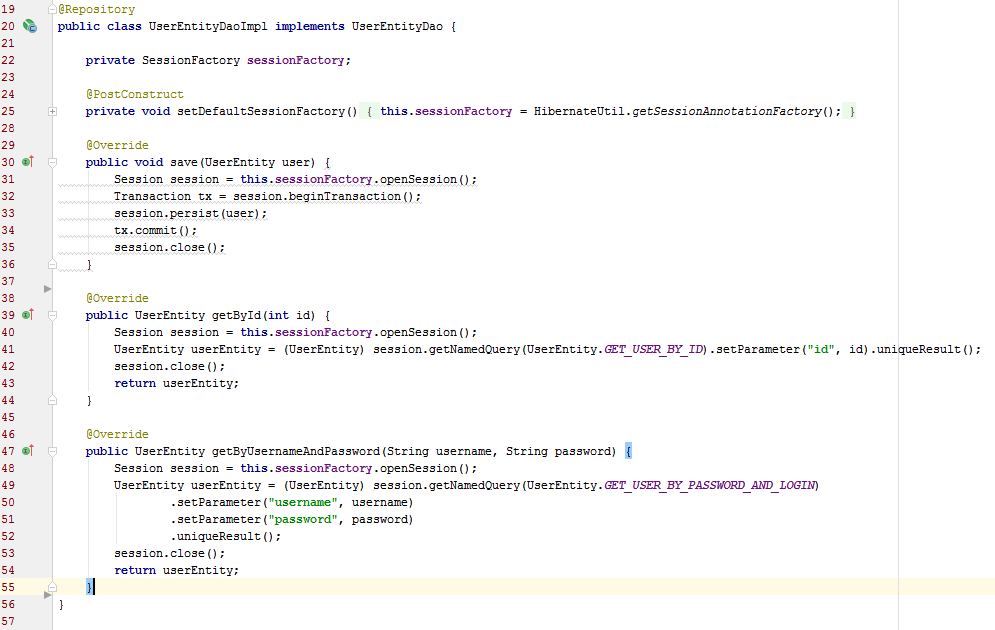 19 @Repository
20 public class UserEntityDaoImpl implements UserEntityDao {
21
22     private SessionFactory sessionFactory;
23
24     @PostConstruct
25     private void setDefaultSessionFactory() { this.sessionFactory = HibernateUtil.getSessionAnnotationFactory(); }
28
29     @Override
30     public void save(UserEntity user) {
31         Session session = this.sessionFactory.openSession();
32         Transaction tx = session.beginTransaction();
33         session.persist(user);
34         tx.commit();
35         session.close();
36     }
37
38     @Override
39     public UserEntity getById(int id) {
40         Session session = this.sessionFactory.openSession();
41         UserEntity userEntity = (UserEntity) session.getNamedQuery(UserEntity.GET_USER_BY_ID).setParameter("id", id).uniqueResult();
42         session.close();
43         return userEntity;
44     }
45
46     @Override
47     public UserEntity getByUsernameAndPassword(String username, String password) {
48         Session session = this.sessionFactory.openSession();
49         UserEntity userEntity = (UserEntity) session.getNamedQuery(UserEntity.GET_USER_BY_PASSWORD_AND_LOGIN)
50                 .setParameter("username", username)
51                 .setParameter("password", password)
52                 .uniqueResult();
53         session.close();
54         return userEntity;
55     }
56 }
57